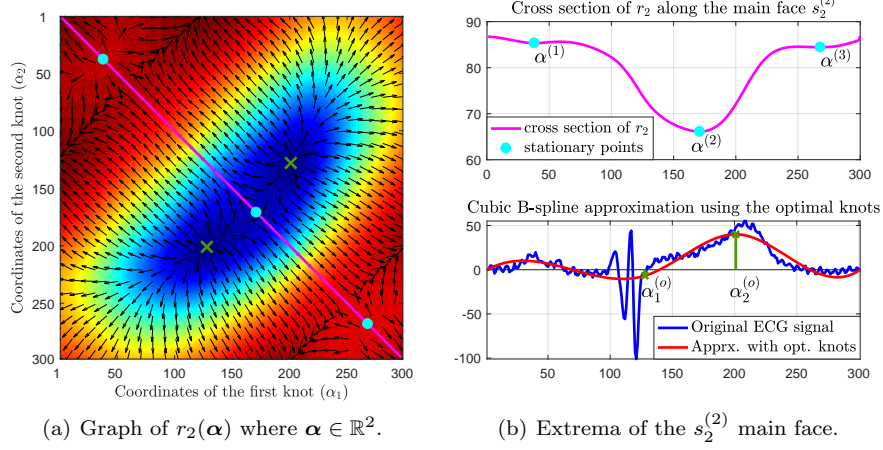 1
50
100
150
200
250
300
1 50 100 150 200 250 300
Coordinates of the second knot (α₂)
Coordinates of the first knot (α₁)
(a) Graph of r₂(𝜶) where 𝜶 ∈ ℝ².
Cross section of r₂ along the main face s₂⁽²⁾
90
80
70
60
0 50 100 150 200 250 300
α⁽¹⁾
α⁽²⁾
α⁽³⁾
cross section of r₂
stationary points
Cubic B-spline approximation using the optimal knots
50
0
-50
-100
50 100 150 200 250 300
α₁⁽ᵒ⁾
α₂⁽ᵒ⁾
Original ECG signal
Apprx. with opt. knots
(b) Extrema of the s₂⁽²⁾ main face.